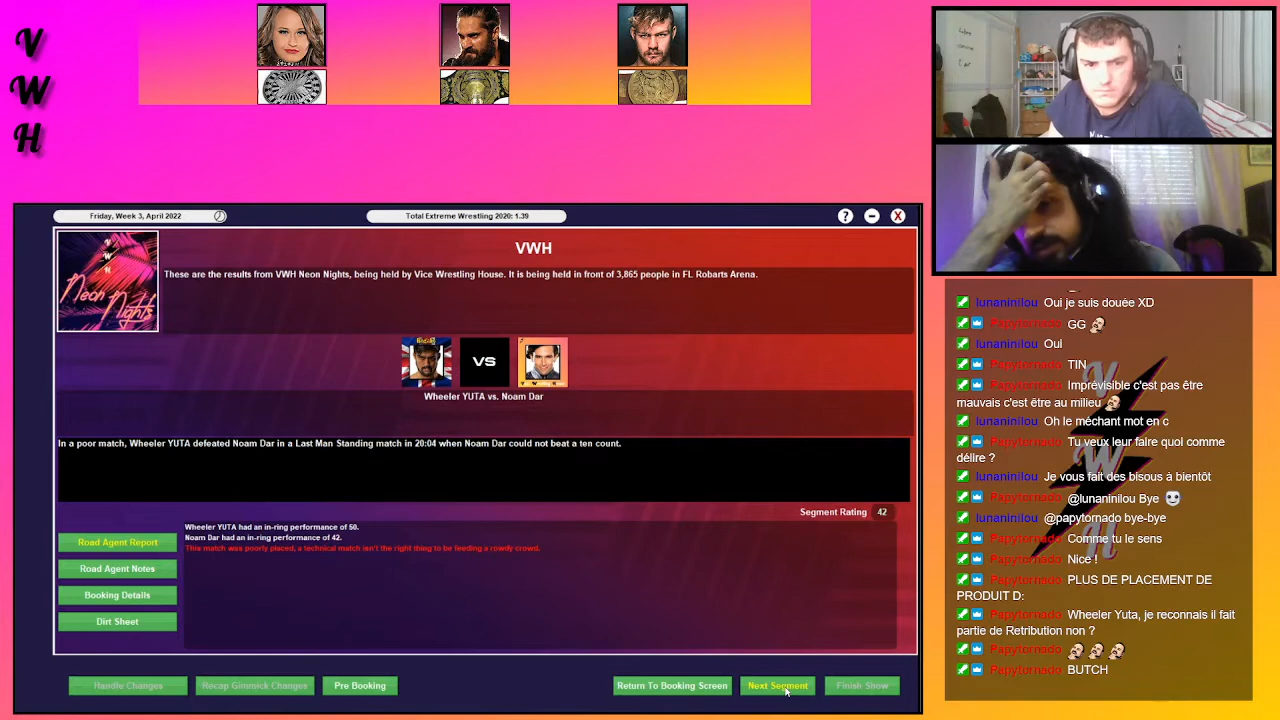 V
W
H
Friday, Week 3, April 2022
Total Extreme Wrestling 2020: 1.39
?
X
VWH
These are the results from VWH Neon Nights, being held by Vice Wrestling House. It is being held in front of 3,865 people in FL Robarts Arena.
Neon Nights
VS
Wheeler YUTA vs. Noam Dar
In a poor match, Wheeler YUTA defeated Noam Dar in a Last Man Standing match in 20:04 when Noam Dar could not beat a ten count.
Segment Rating 42
Wheeler YUTA had an in-ring performance of 50.
Noam Dar had an in-ring performance of 42.
This match was poorly placed, a technical match isn't the right thing to be feeding a rowdy crowd.
Road Agent Report
Road Agent Notes
Booking Details
Dirt Sheet
Handle Changes
Recap Gimmick Changes
Pre Booking
Return To Booking Screen
Next Segment
Finish Show
lunaninilou Oui je suis douée XD
Papytornado GG
lunaninilou Oui
Papytornado TIN
Papytornado Imprévisible c'est pas être
mauvais c'est être au milieu
lunaninilou Oh le méchant mot en c
Papytornado Tu veux leur faire quoi comme
délire ?
lunaninilou Je vous fait des bisous à bientôt
Papytornado @lunaninilou Bye
lunaninilou @papytornado bye-bye
Papytornado Comme tu le sens
Papytornado Nice !
Papytornado PLUS DE PLACEMENT DE
PRODUIT D:
Papytornado Wheeler Yuta, je reconnais il fait
partie de Retribution non ?
Papytornado
Papytornado BUTCH